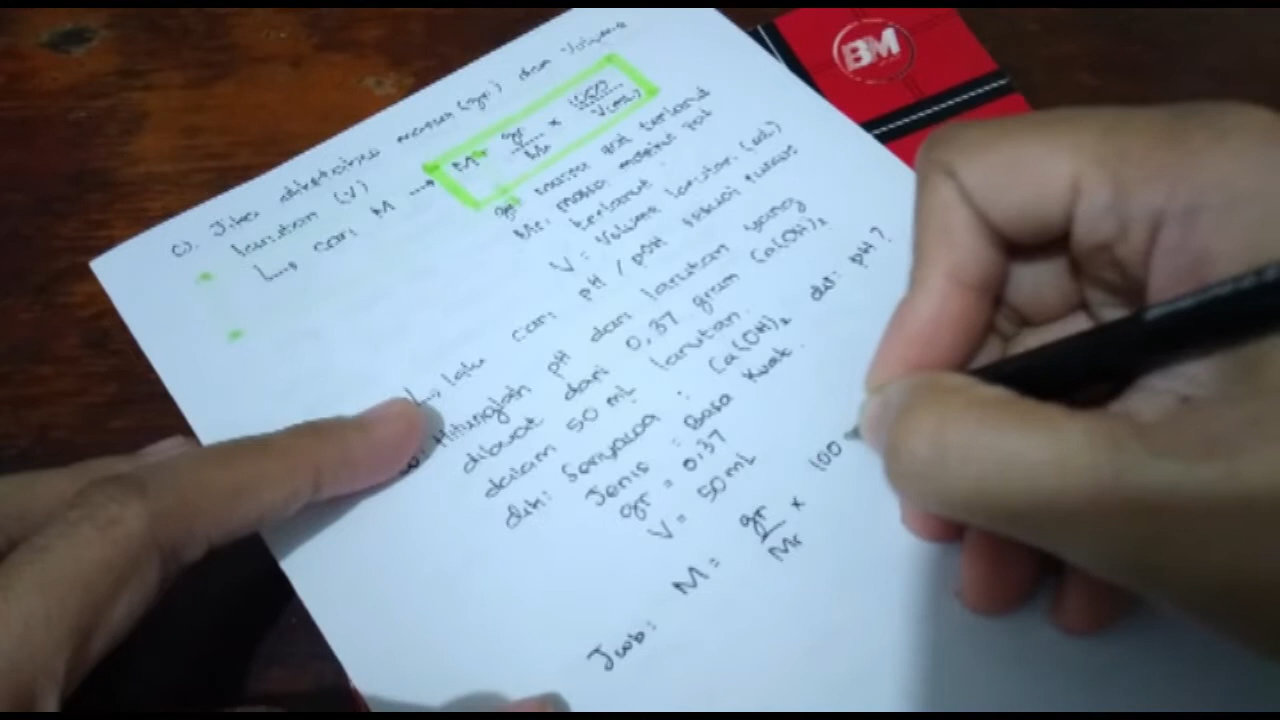 BM
c). Jika diketahui massa (gr) dan Volume
larutan (V)
L...> cari M ...> M = gr/Mr x 1000/V(mL)
gr: massa zat terlarut
Mr: massa molekul zat
terlarut
V = Volume larutan (mL)
L...> lalu cari pH / pOH sesuai rumus
Hitunglah pH dari larutan yang
dibuat dari 0,37 gram Ca(OH)₂
dalam 50 mL larutan.
dik: Senyawa : Ca(OH)₂ dit: pH?
Jenis : Basa Kuat.
gr = 0,37
V = 50 mL
Jwb: M = gr/Mr x 100